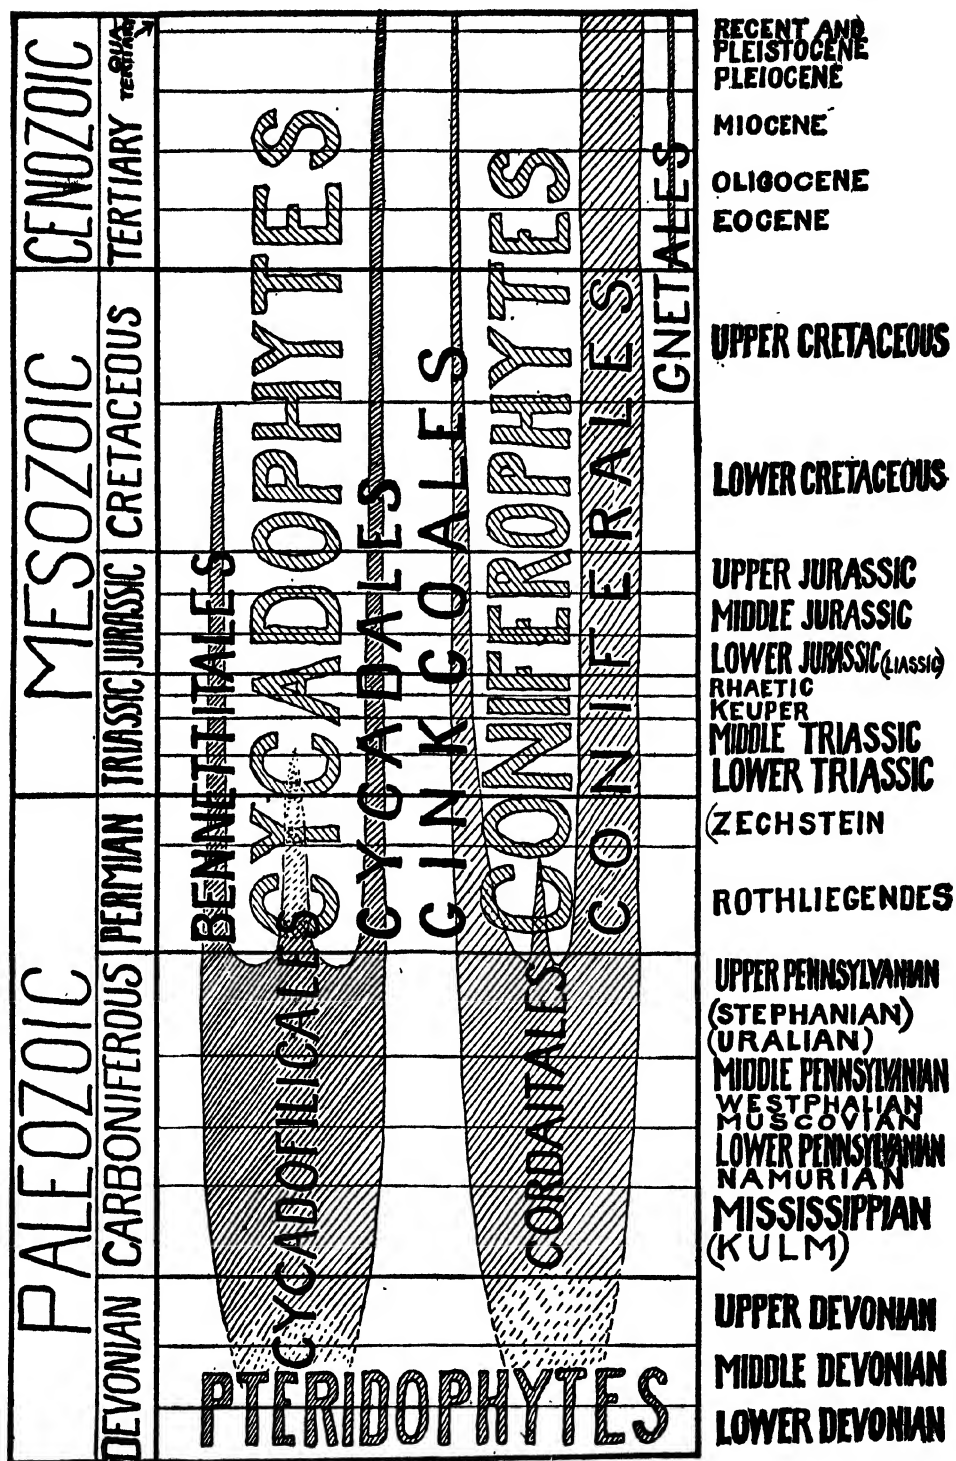 CENOZOIC
MESOZOIC
PALEOZOIC
QUA-
TERTIARY
TERTIARY
CRETACEOUS
JURASSIC
TRIASSIC
PERMIAN
CARBONIFEROUS
DEVONIAN
BENNETTITALES
CYCADOPHYTES
CYCADOFILICALES
CYCADALES
GINKGOALES
CONIFEROPHYTES
CORDAITALES
CONIFERALES
GNETALES
PTERIDOPHYTES
RECENT AND
PLEISTOCENE
PLEIOCENE
MIOCENE
OLIGOCENE
EOCENE
UPPER CRETACEOUS
LOWER CRETACEOUS
UPPER JURASSIC
MIDDLE JURASSIC
LOWER JURASSIC (LIASSIC)
RHAETIC
KEUPER
MIDDLE TRIASSIC
LOWER TRIASSIC
(ZECHSTEIN
ROTHLIEGENDES
UPPER PENNSYLVANIAN
(STEPHANIAN)
(URALIAN)
MIDDLE PENNSYLVANIAN
WESTPHALIAN
MUSCOVIAN
LOWER PENNSYLVANIAN
NAMURIAN
MISSISSIPPIAN
(KULM)
UPPER DEVONIAN
MIDDLE DEVONIAN
LOWER DEVONIAN